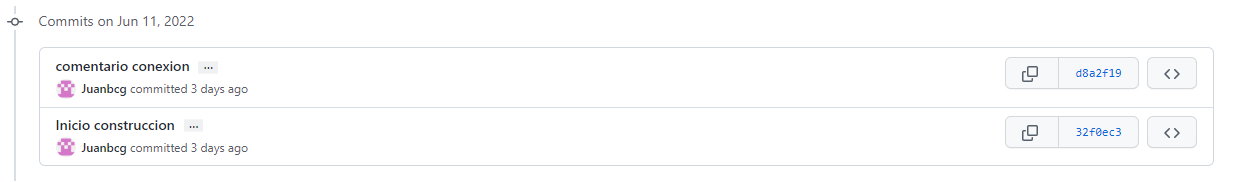 Commits on Jun 11, 2022
comentario conexion ...
d8a2f19
Juanbcg committed 3 days ago
Inicio construccion ...
32f0ec3
Juanbcg committed 3 days ago